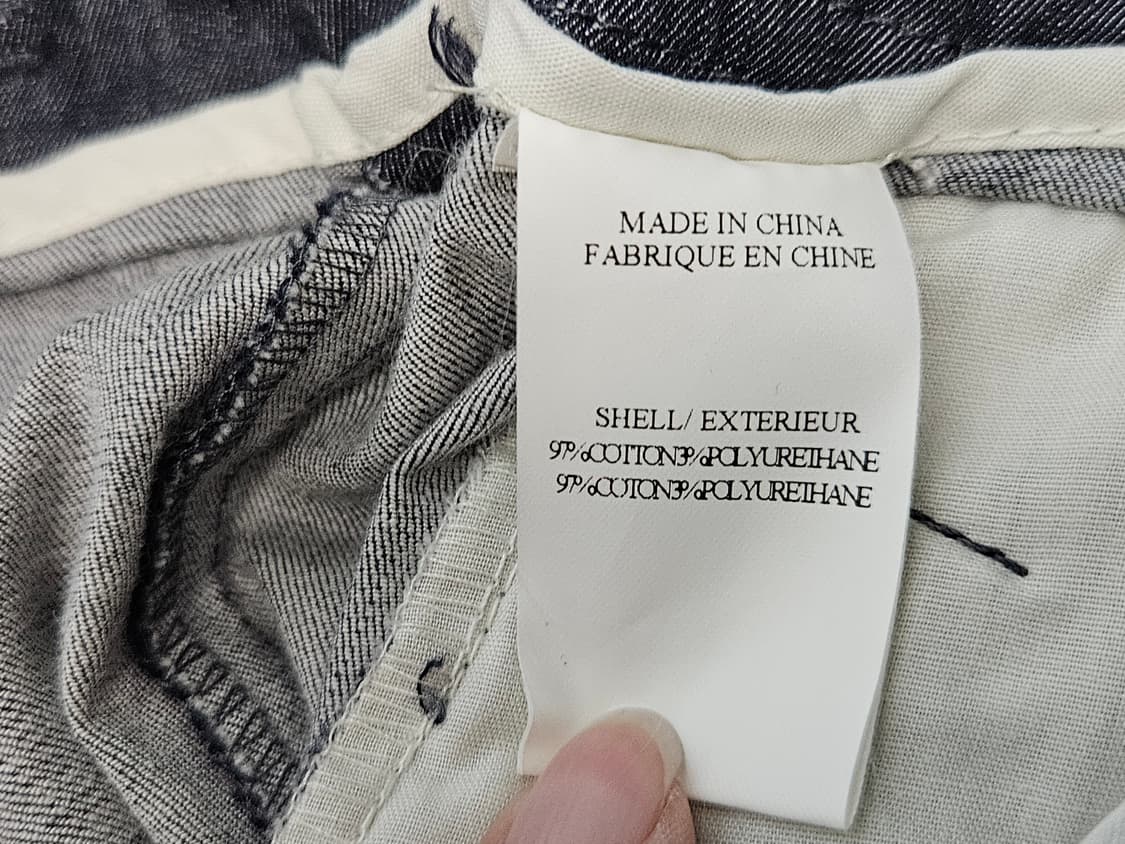 MADE IN CHINA
FABRIQUE EN CHINE
SHELL/ EXTERIEUR
97%COTTON3%POLYURETHANE
97%COTON3%POLYURETHANE